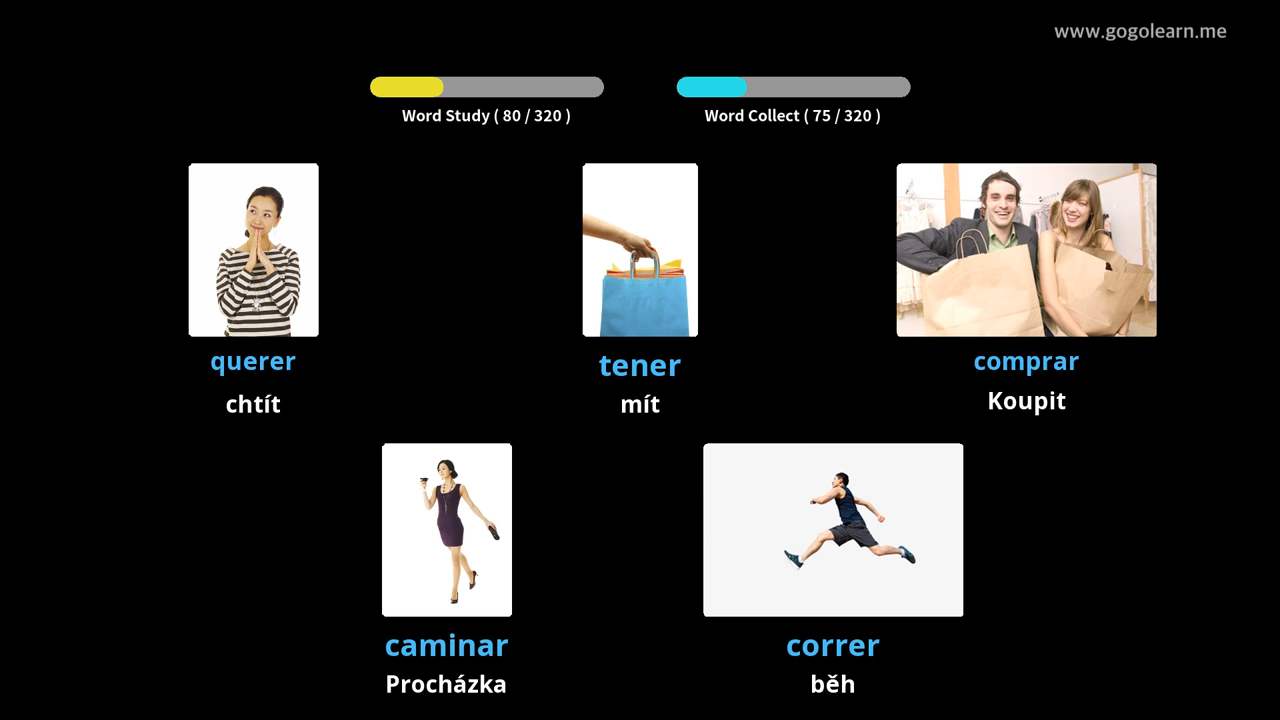 www.gogolearn.me
Word Study ( 80 / 320 )
Word Collect ( 75 / 320 )
querer
chtít
tener
mít
comprar
Koupit
caminar
Procházka
correr
běh